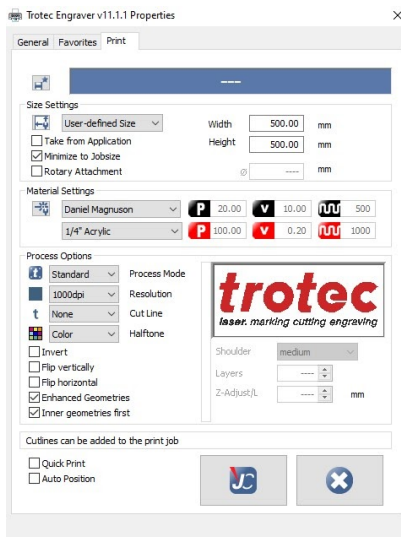 Trotec Engraver v11.1.1 Properties
General Favorites Print
---
Size Settings
User-defined Size Width 500.00 mm
Take from Application Height 500.00 mm
Minimize to Jobsize
Rotary Attachment ø ---- mm
Material Settings
Daniel Magnuson P 20.00 V 10.00 500
1/4" Acrylic P 100.00 V 0.20 1000
Process Options
Standard Process Mode
1000dpi Resolution
t None Cut Line
Color Halftone
trotec
laser. marking cutting engraving
Invert
Flip vertically
Flip horizontal
Enhanced Geometries
Inner geometries first
Shoulder medium
Layers ----
Z-Adjust/L ---- mm
Cutlines can be added to the print job
Quick Print
Auto Position
JC